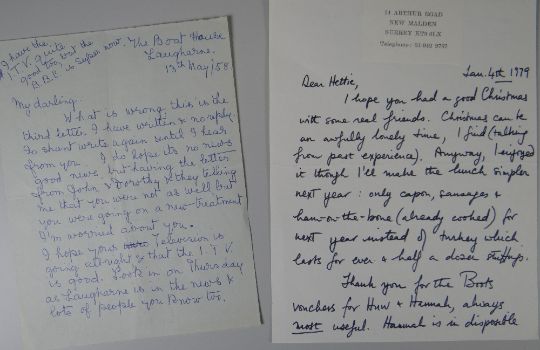 I have the
I.T.V. quite
good too, but the
B.B.C. is super now.
The Boat House
Laugharne.
13th May/58
My darling.
What is wrong this is the
third letter I have written & no reply.
So shant write again until I hear
from you. I do hope its no news
good news, but having the letter
from John & Dorothy & they telling
me that you were not as well but
you were going on a new treatment
I'm worried about you.
I hope your Television is
going alright & that the I.T.V.
is good. Look in on Thursday
as Laugharne is in the news &
lots of people you know too.
14 ARTHUR ROAD
NEW MALDEN
SURREY KT3 6LX
Telephone: 01-942
Jan. 4th 1979
Dear Hettie,
I hope you had a good Christmas
with some real friends. Christmas can be
an awfully lonely time, I find (talking
from past experience). Anyway, I enjoyed
it though I'll make the lunch simpler
next year: only capon, sausages &
ham-on-the-bone (already cooked) for
next year instead of turkey which
lasts for ever & half a dozen stuffings.
Thank you for the Boots
vouchers for Huw & Hannah, always
most useful. Hannah is in disposable